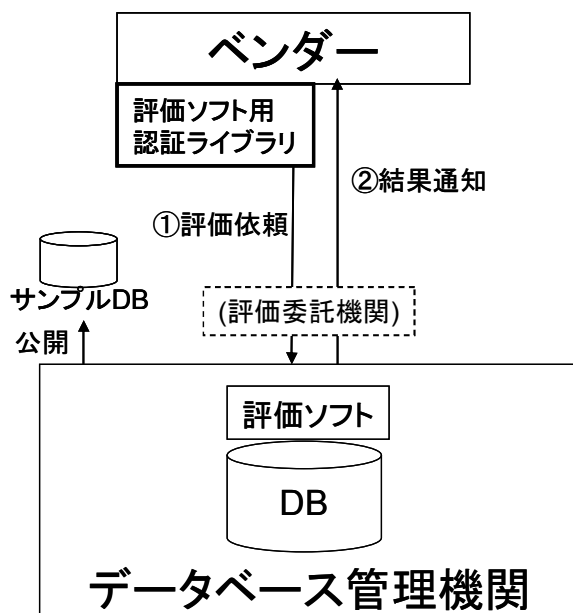 ベンダー
評価ソフト用
認証ライブラリ
②結果通知
①評価依頼
サンプルDB
(評価委託機関)
公開
評価ソフト
DB
データベース管理機関